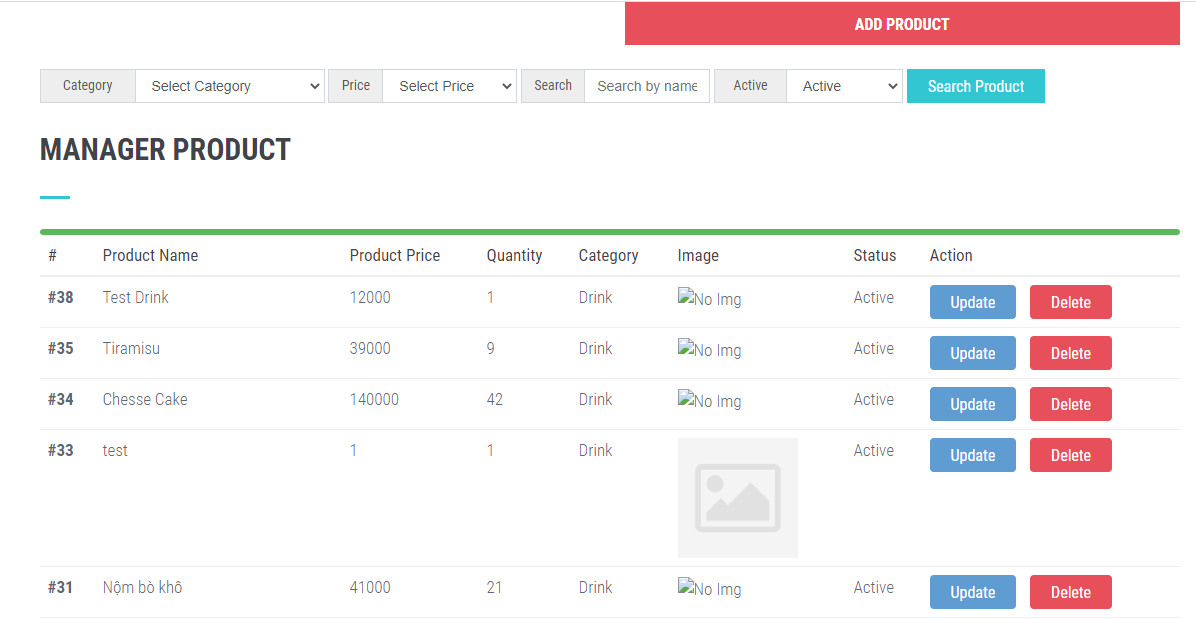 ADD PRODUCT
Category Select Category Price Select Price Search Search by name Active Active Search Product
MANAGER PRODUCT
# Product Name Product Price Quantity Category Image Status Action
#38 Test Drink 12000 1 Drink No Img Active Update Delete
#35 Tiramisu 39000 9 Drink No Img Active Update Delete
#34 Chesse Cake 140000 42 Drink No Img Active Update Delete
#33 test 1 1 Drink Active Update Delete
#31 Nộm bò khô 41000 21 Drink No Img Active Update Delete